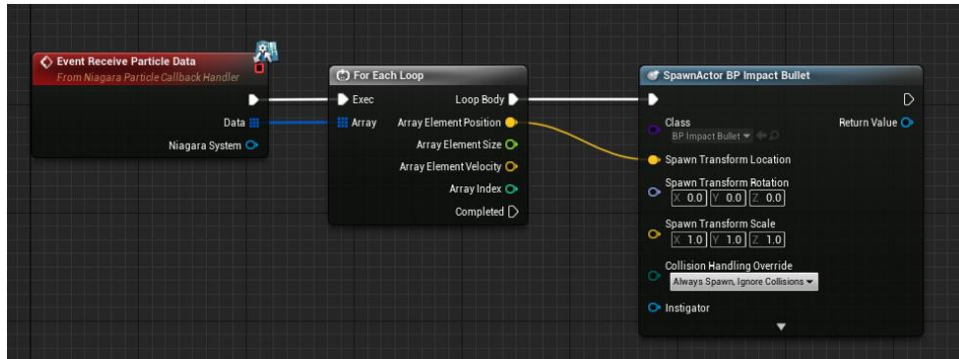 Event Receive Particle Data
From Niagara Particle Callback Handler
Data
Niagara System
For Each Loop
Exec
Loop Body
Array
Array Element Position
Array Element Size
Array Element Velocity
Array Index
Completed
SpawnActor BP Impact Bullet
Class
BP Impact Bullet
Return Value
Spawn Transform Location
Spawn Transform Rotation
X 0.0 Y 0.0 Z 0.0
Spawn Transform Scale
X 1.0 Y 1.0 Z 1.0
Collision Handling Override
Always Spawn, Ignore Collisions
Instigator